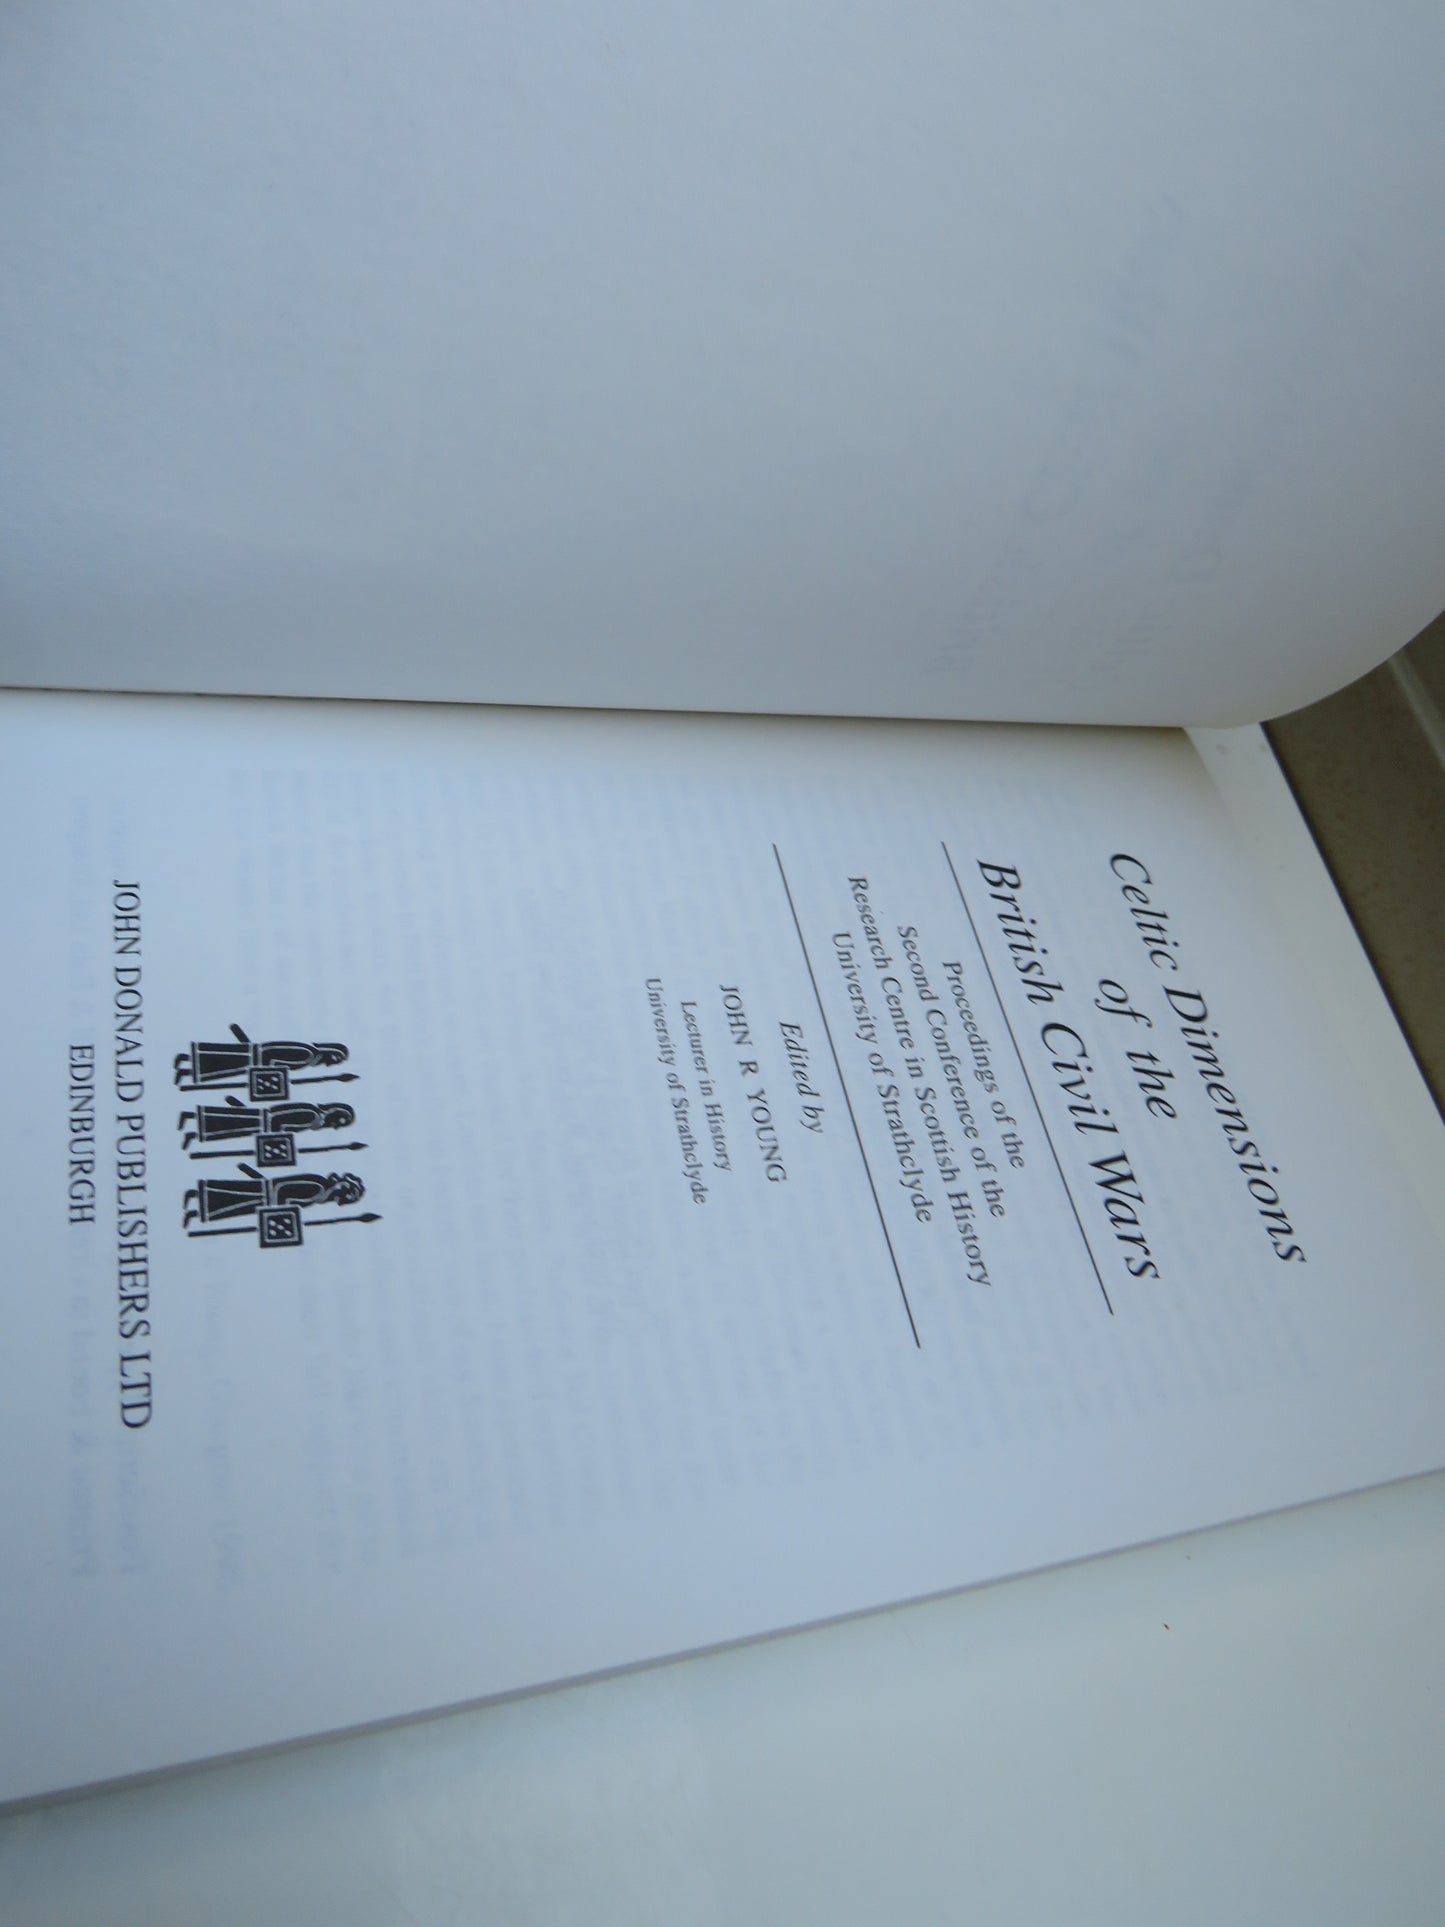 Celtic Dimensions
of the
British Civil Wars
Proceedings of the
Second Conference of the
Research Centre in Scottish History
University of Strathclyde
Edited by
JOHN R YOUNG
Lecturer in History
University of Strathclyde
JOHN DONALD PUBLISHERS LTD
EDINBURGH